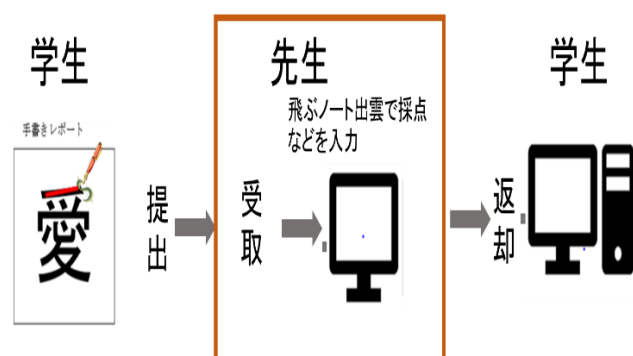 学生
手書きレポート
愛
提出
先生
飛ぶノート出雲で採点
などを入力
受取
返却
学生